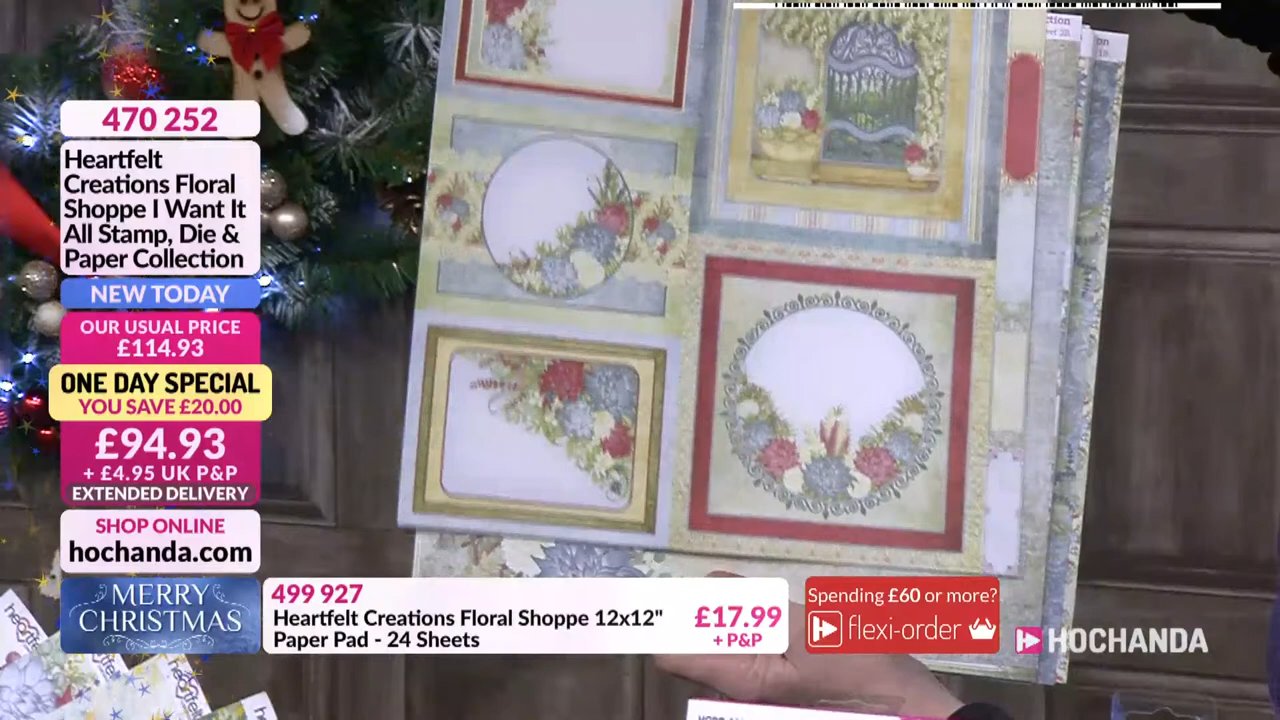 470 252
Heartfelt
Creations Floral
Shoppe I Want It
All Stamp, Die &
Paper Collection
NEW TODAY
OUR USUAL PRICE
£114.93
ONE DAY SPECIAL
YOU SAVE £20.00
£94.93
+ £4.95 UK P&P
EXTENDED DELIVERY
SHOP ONLINE
hochanda.com
MERRY
CHRISTMAS
499 927
Heartfelt Creations Floral Shoppe 12x12"
Paper Pad - 24 Sheets
£17.99
+ P&P
Spending £60 or more?
flexi-order
HOCHANDA